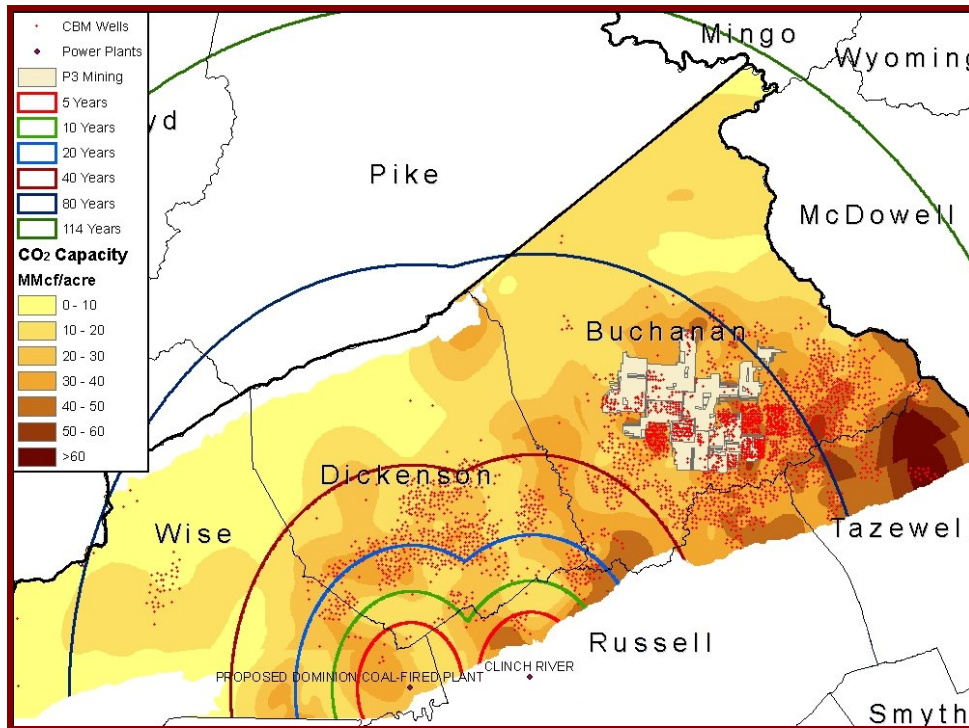 CBM Wells
Power Plants
P3 Mining
5 Years
10 Years
20 Years
40 Years
80 Years
114 Years
CO₂ Capacity
MMcf/acre
0 - 10
10 - 20
20 - 30
30 - 40
40 - 50
50 - 60
>60
Mingo
Wyoming
yd
Pike
McDowell
Buchanan
Dickenson
Wise
Tazewel
Russell
CLINCH RIVER
PROPOSED DOMINION COAL-FIRED PLANT
Smyth